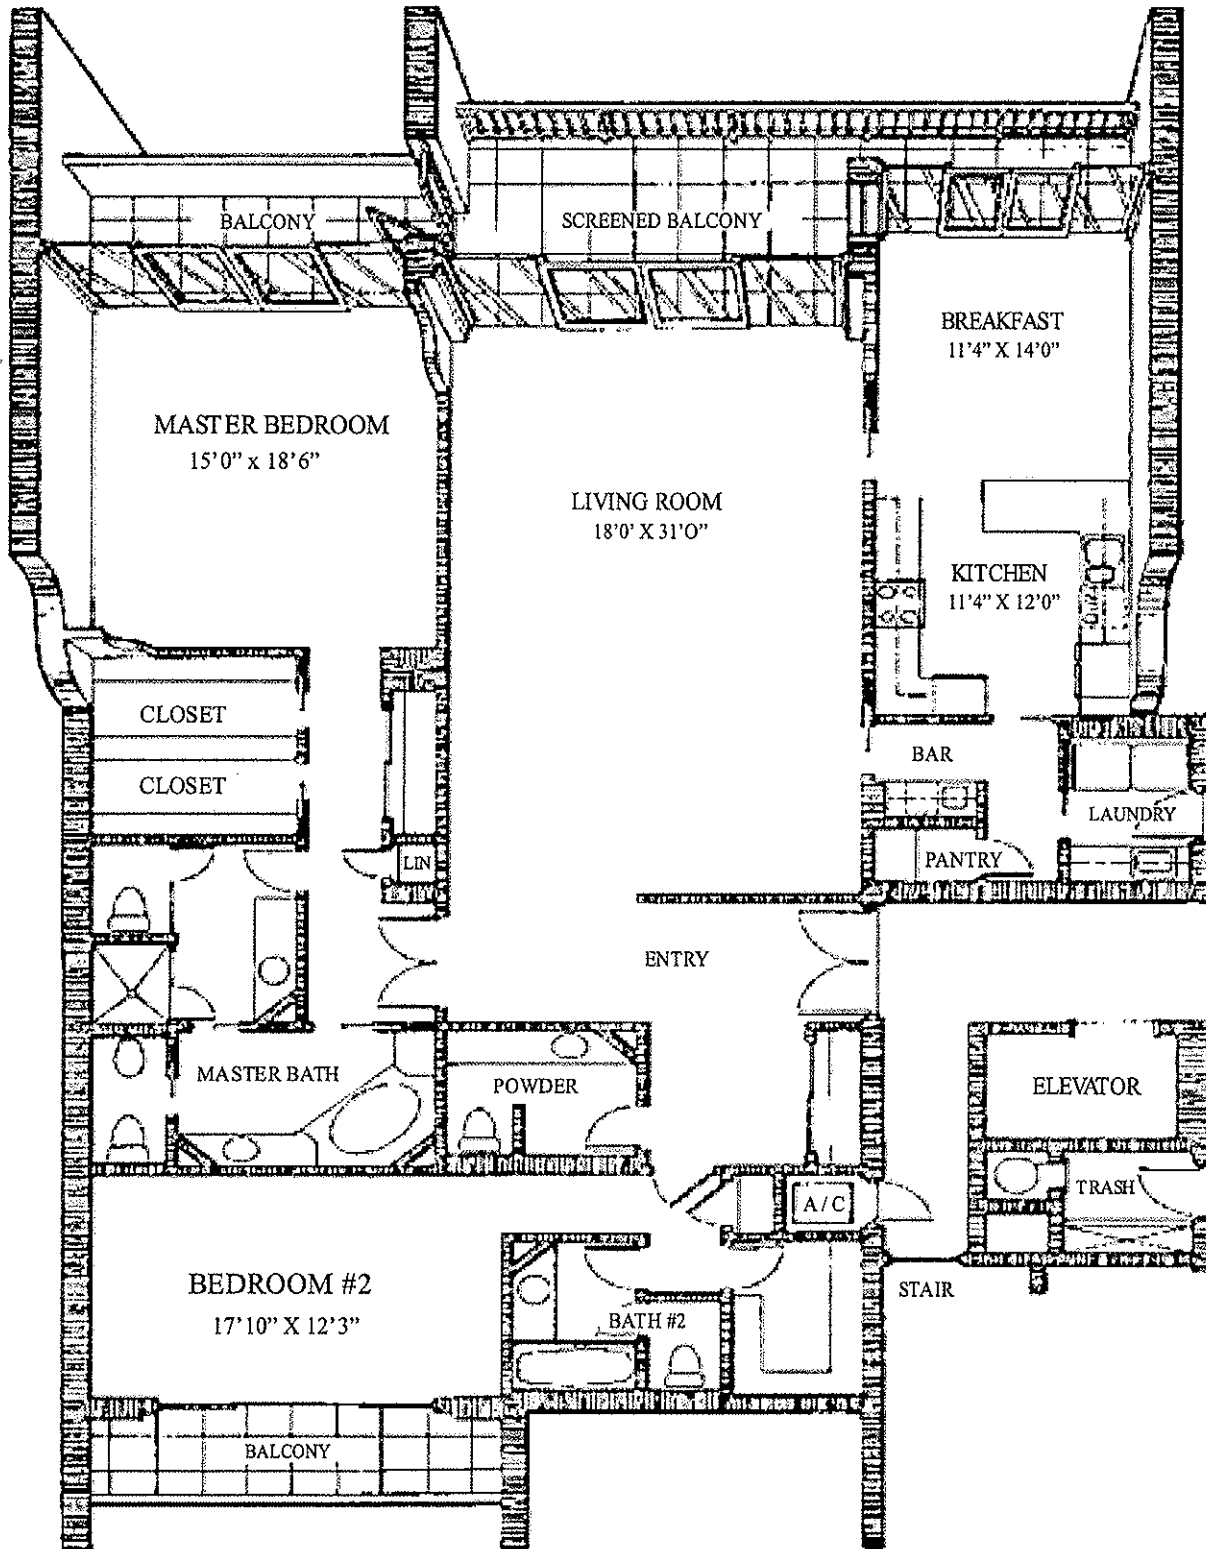 BALCONY
SCREENED BALCONY
BREAKFAST
11'4" X 14'0"
MASTER BEDROOM
15'0" x 18'6"
LIVING ROOM
18'0' X 31'O"
KITCHEN
11'4" X 12'0"
CLOSET
CLOSET
BAR
LAUNDRY
LIN
PANTRY
ENTRY
MASTER BATH
POWDER
ELEVATOR
A / C
TRASH
BEDROOM #2
17'10" X 12'3"
BATH #2
STAIR
BALCONY